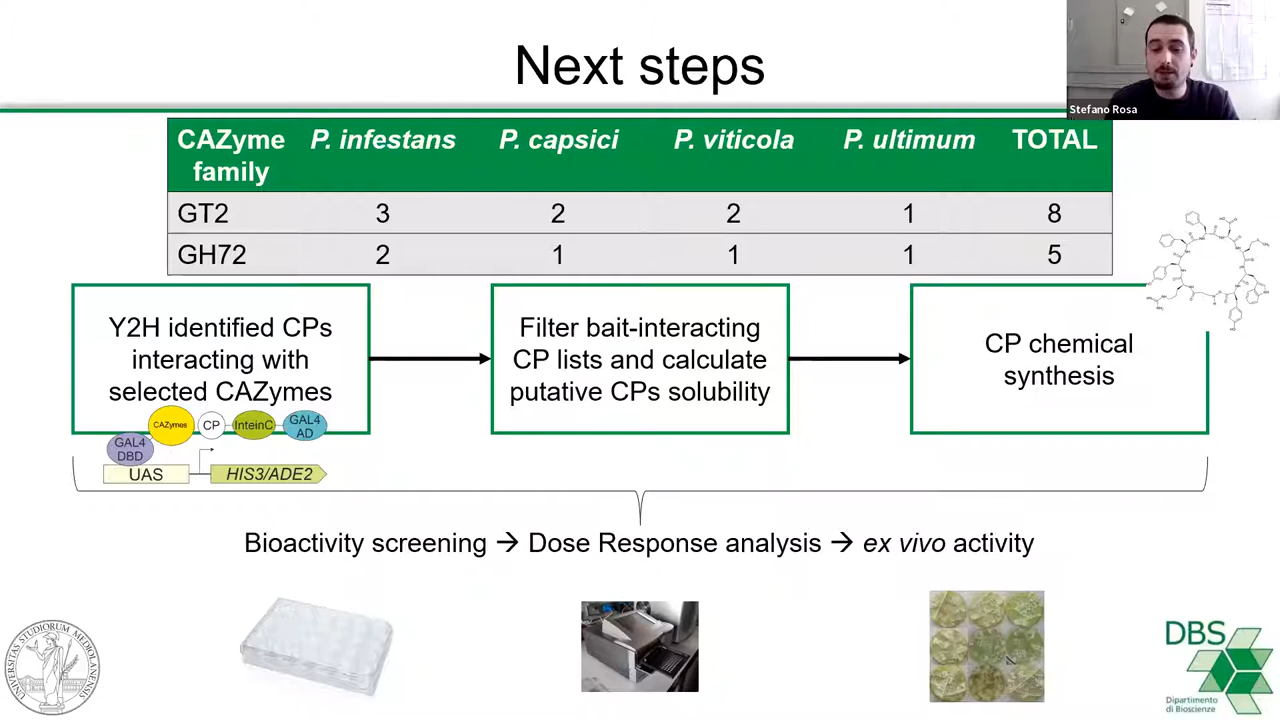 Next steps
Stefano Rosa
CAZyme family P. infestans P. capsici P. viticola P. ultimum TOTAL
GT2 3 2 2 1 8
GH72 2 1 1 1 5
Y2H identified CPs
interacting with
selected CAZymes
CAZymes
CP
InteinC
GAL4
AD
GAL4
DBD
UAS
HIS3/ADE2
Filter bait-interacting
CP lists and calculate
putative CPs solubility
CP chemical
synthesis
Bioactivity screening → Dose Response analysis → ex vivo activity
UNIVERSITAS STUDIORUM MEDIOLANENSIS
DBS
Dipartimento
di Bioscienze